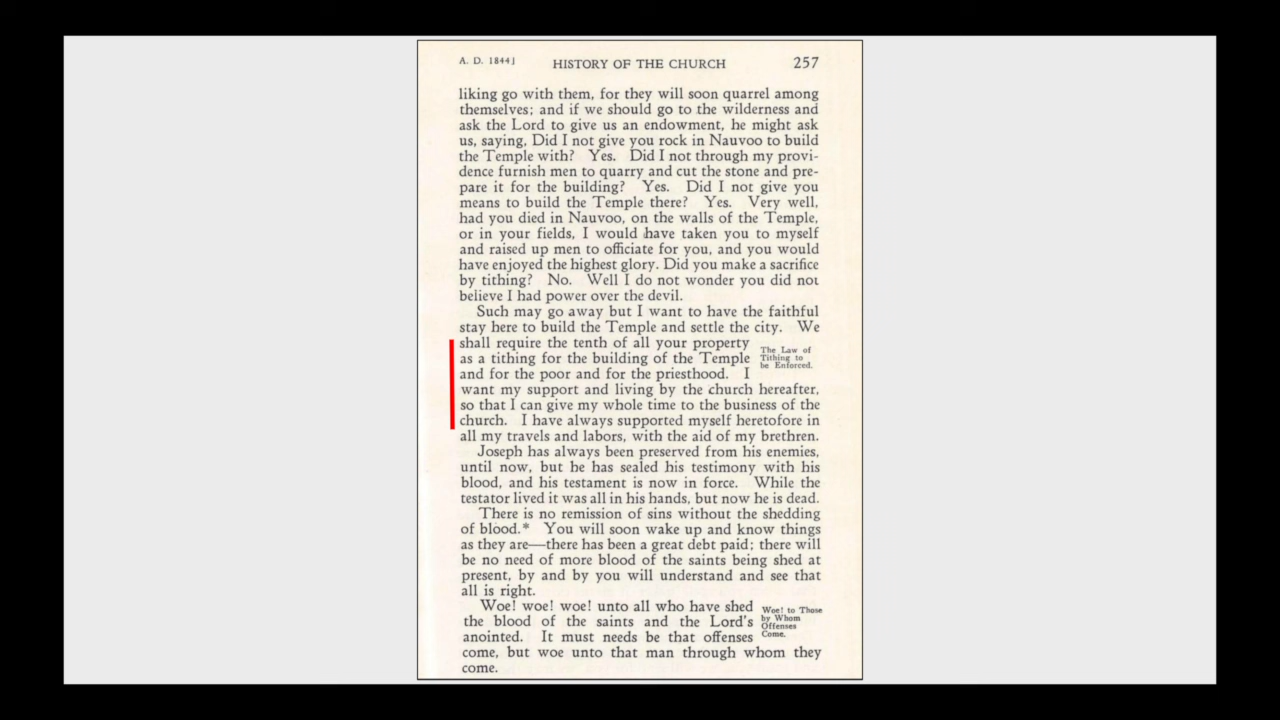 A. D. 1844] HISTORY OF THE CHURCH 257
liking go with them, for they will soon quarrel among
themselves; and if we should go to the wilderness and
ask the Lord to give us an endowment, he might ask
us, saying, Did I not give you rock in Nauvoo to build
the Temple with? Yes. Did I not through my provi-
dence furnish men to quarry and cut the stone and pre-
pare it for the building? Yes. Did I not give you
means to build the Temple there? Yes. Very well,
had you died in Nauvoo, on the walls of the Temple,
or in your fields, I would have taken you to myself
and raised up men to officiate for you, and you would
have enjoyed the highest glory. Did you make a sacrifice
by tithing? No. Well I do not wonder you did not
believe I had power over the devil.
Such may go away but I want to have the faithful
stay here to build the Temple and settle the city. We
shall require the tenth of all your property
as a tithing for the building of the Temple
and for the poor and for the priesthood. I
The Law of
Tithing to
be Enforced.
want my support and living by the church hereafter,
so that I can give my whole time to the business of the
church. I have always supported myself heretofore in
all my travels and labors, with the aid of my brethren.
Joseph has always been preserved from his enemies,
until now, but he has sealed his testimony with his
blood, and his testament is now in force. While the
testator lived it was all in his hands, but now he is dead.
There is no remission of sins without the shedding
of blood.* You will soon wake up and know things
as they are—there has been a great debt paid; there will
be no need of more blood of the saints being shed at
present, by and by you will understand and see that
all is right.
Woe! woe! woe! unto all who have shed
the blood of the saints and the Lord's
anointed. It must needs be that offenses
Woe! to Those
by Whom
Offenses
Come.
come, but woe unto that man through whom they
come.